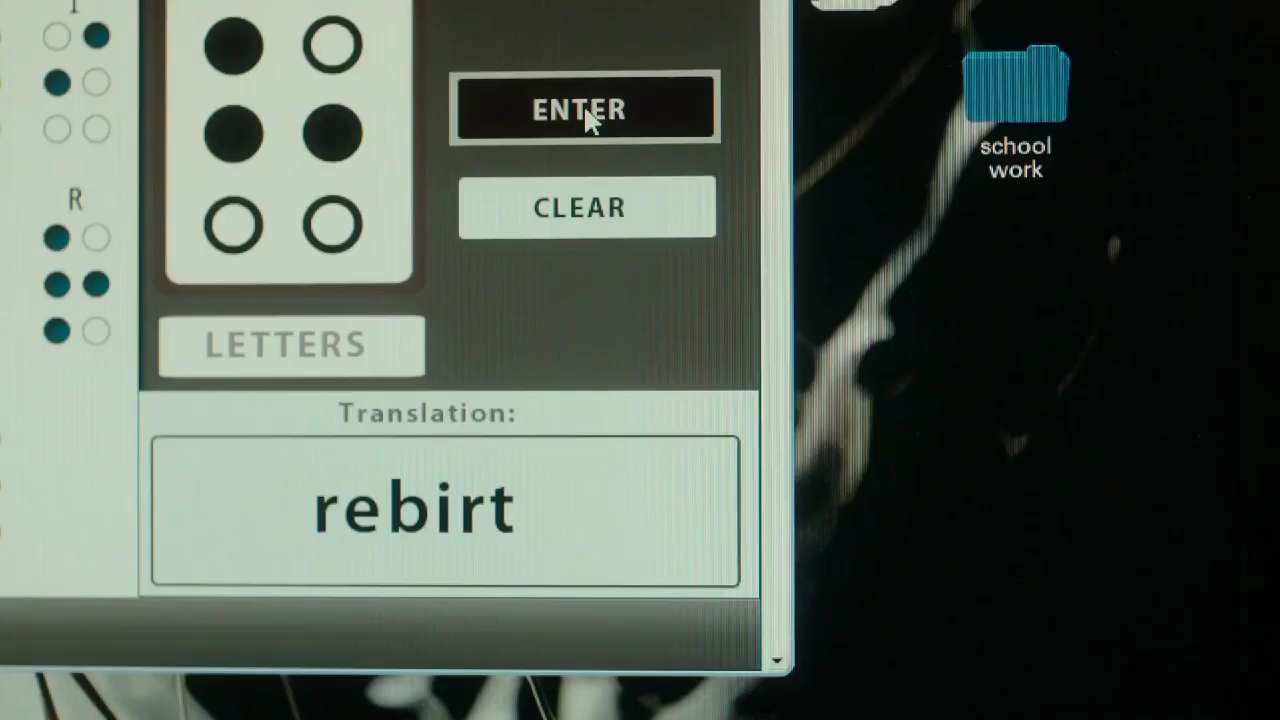 I
R
ENTER
CLEAR
LETTERS
Translation:
rebirt
school
work